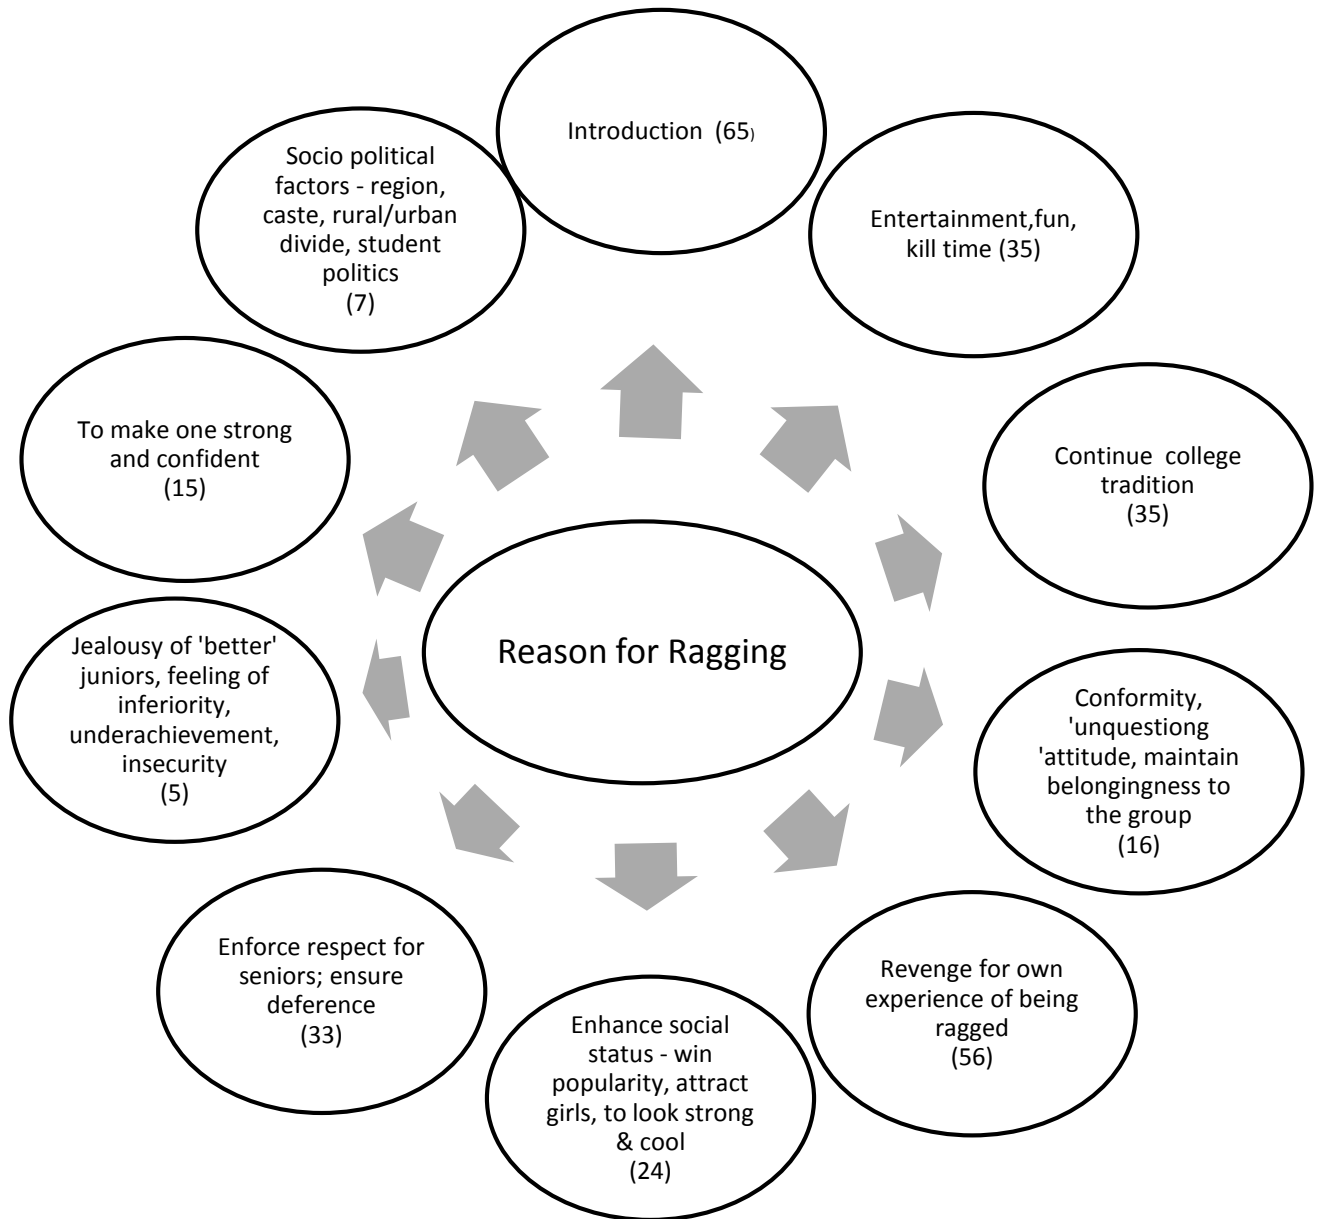 Introduction (65)
Entertainment,fun,
kill time (35)
Continue college
tradition
(35)
Conformity,
'unquestiong
'attitude, maintain
belongingness to
the group
(16)
Revenge for own
experience of being
ragged
(56)
Enhance social
status - win
popularity, attract
girls, to look strong
& cool
(24)
Enforce respect for
seniors; ensure
deference
(33)
Jealousy of 'better'
juniors, feeling of
inferiority,
underachievement,
insecurity
(5)
To make one strong
and confident
(15)
Socio political
factors - region,
caste, rural/urban
divide, student
politics
(7)
Reason for Ragging